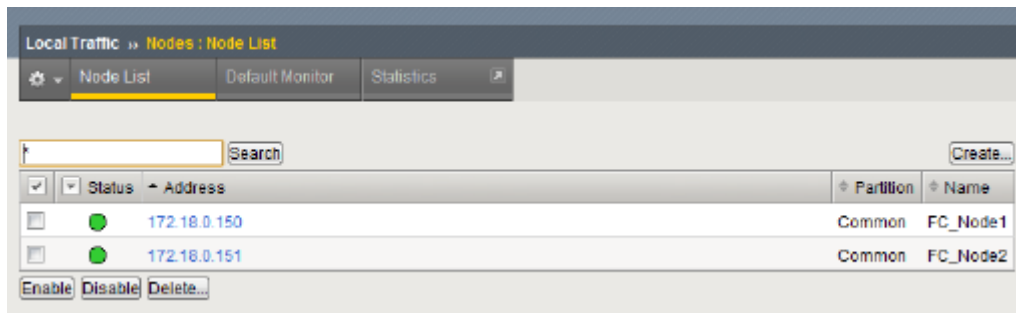 Local Traffic » Nodes : Node List
Node List Default Monitor Statistics
* Search Create...
Status Address Partition Name
172.18.0.150 Common FC_Node1
172.18.0.151 Common FC_Node2
Enable Disable Delete...